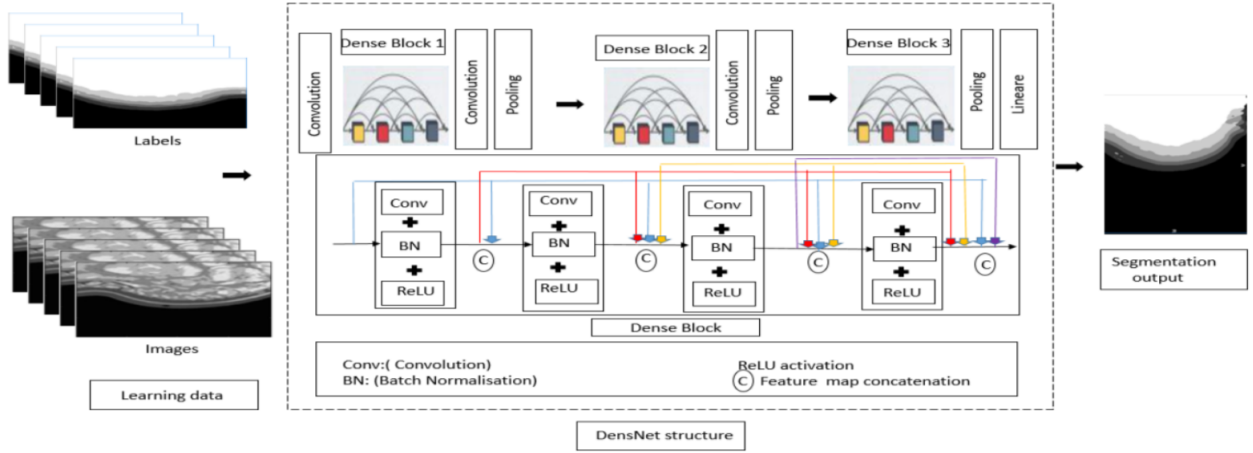 Labels
Images
Learning data
Convolution
Dense Block 1
Convolution
Pooling
Dense Block 2
Convolution
Pooling
Dense Block 3
Pooling
Lineare
Conv
BN
ReLU
C
Conv
BN
ReLU
C
Conv
BN
ReLU
C
Conv
BN
ReLU
C
Dense Block
Conv:( Convolution)
BN: (Batch Normalisation)
ReLU activation
C Feature map concatenation
DensNet structure
Segmentation
output